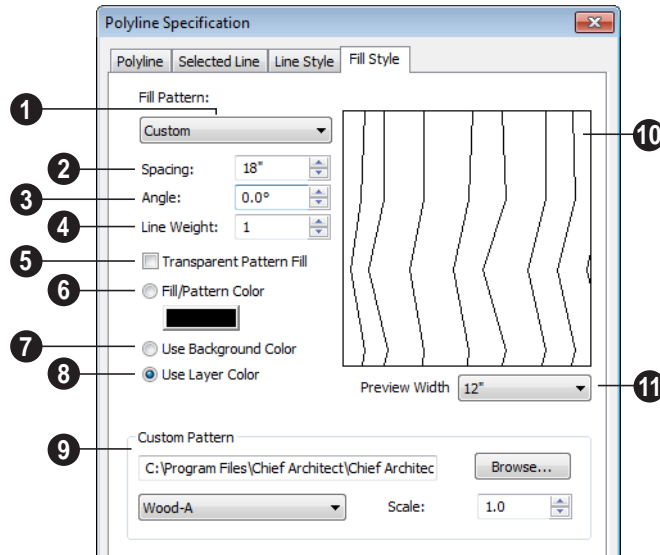 Polyline Specification
Polyline Selected Line Line Style Fill Style
Fill Pattern:
1
Custom
10
2 Spacing: 18"
3 Angle: 0.0°
4 Line Weight: 1
5 Transparent Pattern Fill
6 Fill/Pattern Color
7 Use Background Color
8 Use Layer Color
Preview Width 12" 11
9 Custom Pattern
C:\Program Files\Chief Architect\Chief Architec Browse...
Wood-A Scale: 1.0